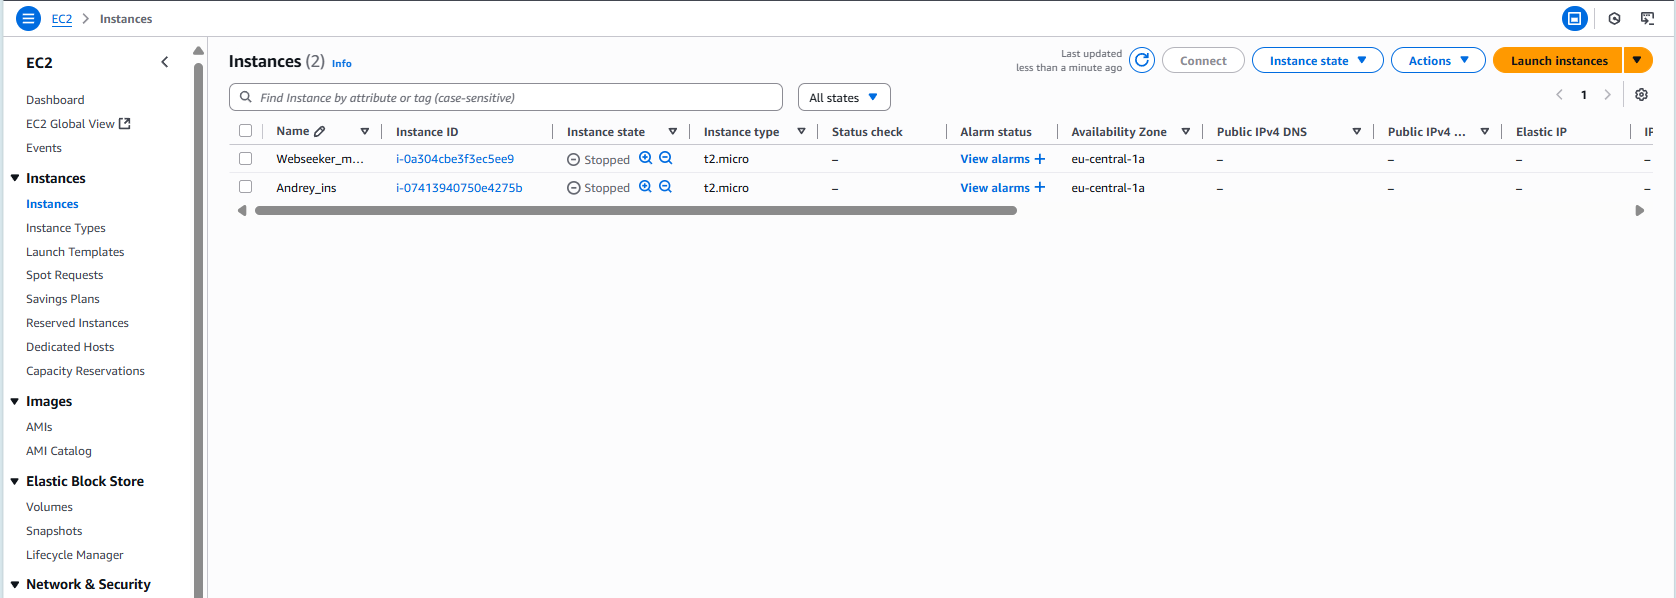 EC2 > Instances
EC2
Dashboard
EC2 Global View
Events
Instances
Instances
Instance Types
Launch Templates
Spot Requests
Savings Plans
Reserved Instances
Dedicated Hosts
Capacity Reservations
Images
AMIs
AMI Catalog
Elastic Block Store
Volumes
Snapshots
Lifecycle Manager
Network & Security
Instances (2) Info
Last updated
less than a minute ago
Connect
Instance state
Actions
Launch instances
Find Instance by attribute or tag (case-sensitive)
All states
1
Name Instance ID Instance state Instance type Status check Alarm status Availability Zone Public IPv4 DNS Public IPv4 ... Elastic IP
Webseeker_m... i-0a304cbe3f3ec5ee9 Stopped t2.micro – View alarms + eu-central-1a – – – –
Andrey_ins i-07413940750e4275b Stopped t2.micro – View alarms + eu-central-1a – – – –